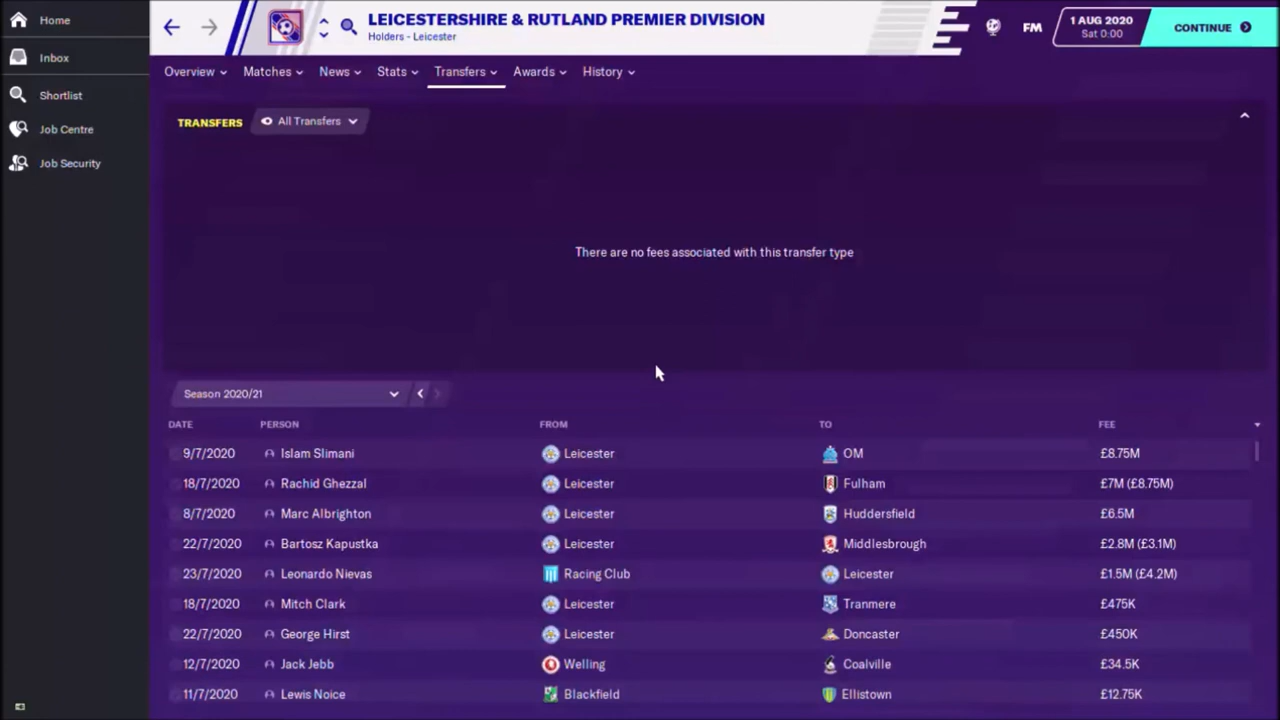 Home
Inbox
Shortlist
Job Centre
Job Security
LEICESTERSHIRE & RUTLAND PREMIER DIVISION
Holders - Leicester
FM
1 AUG 2020
Sat 0:00
CONTINUE
Overview Matches News Stats Transfers Awards History
TRANSFERS All Transfers
There are no fees associated with this transfer type
Season 2020/21
DATE PERSON FROM TO FEE
9/7/2020 Islam Slimani Leicester OM £8.75M
18/7/2020 Rachid Ghezzal Leicester Fulham £7M (£8.75M)
8/7/2020 Marc Albrighton Leicester Huddersfield £6.5M
22/7/2020 Bartosz Kapustka Leicester Middlesbrough £2.8M (£3.1M)
23/7/2020 Leonardo Nievas Racing Club Leicester £1.5M (£4.2M)
18/7/2020 Mitch Clark Leicester Tranmere £475K
22/7/2020 George Hirst Leicester Doncaster £450K
12/7/2020 Jack Jebb Welling Coalville £34.5K
11/7/2020 Lewis Noice Blackfield Ellistown £12.75K